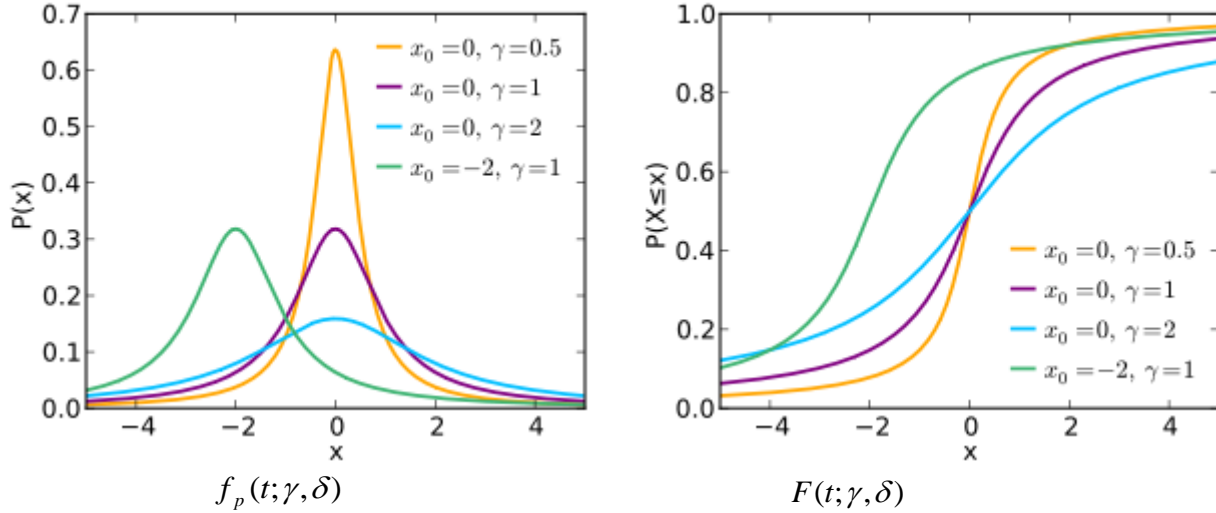 0.7
0.6
0.5
0.4
0.3
0.2
0.1
0.0
P(x)
−4 −2 0 2 4
x
x₀ =0, γ=0.5
x₀ =0, γ=1
x₀ =0, γ=2
x₀ =−2, γ=1
f_p (t;γ,δ)
1.0
0.8
0.6
0.4
0.2
0.0
P(X≤x)
−4 −2 0 2 4
x
x₀ =0, γ=0.5
x₀ =0, γ=1
x₀ =0, γ=2
x₀ =−2, γ=1
F(t;γ,δ)